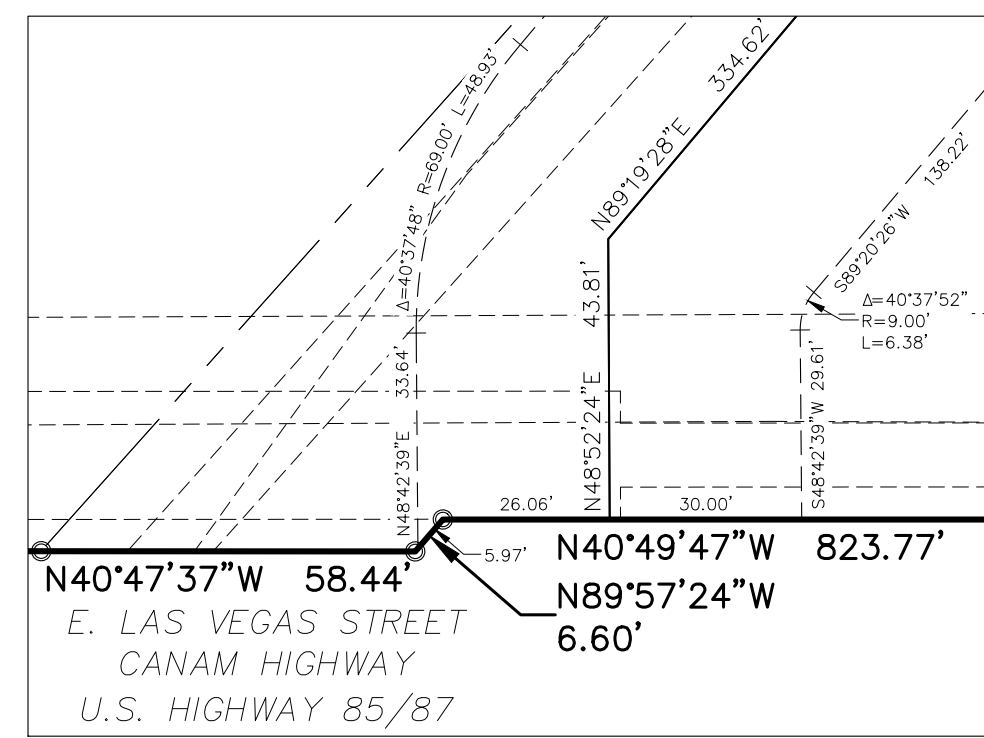 Δ=40°37'48" R=69.00' L=48.93'
N89°19'28"E 334.62'
S89°20'26"W 138.22'
Δ=40°37'52"
R=9.00'
L=6.38'
N48°42'39"E 33.64'
N48°52'24"E 43.81'
S48°42'39"W 29.61'
26.06'
30.00'
5.97'
N40°47'37"W 58.44'
N40°49'47"W 823.77'
N89°57'24"W
6.60'
E. LAS VEGAS STREET
CANAM HIGHWAY
U.S. HIGHWAY 85/87